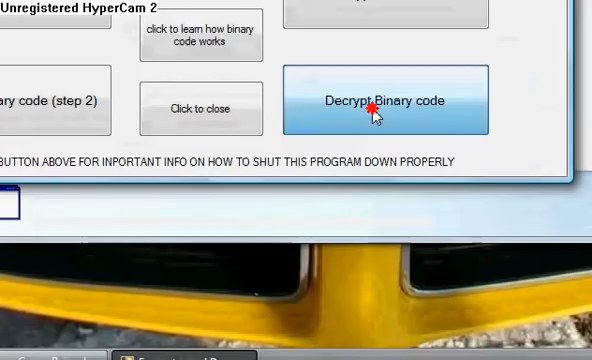 Unregistered HyperCam 2
click to learn how binary
code works
ary code (step 2)
Click to close
Decrypt Binary code
BUTTON ABOVE FOR INPORTANT INFO ON HOW TO SHUT THIS PROGRAM DOWN PROPERLY